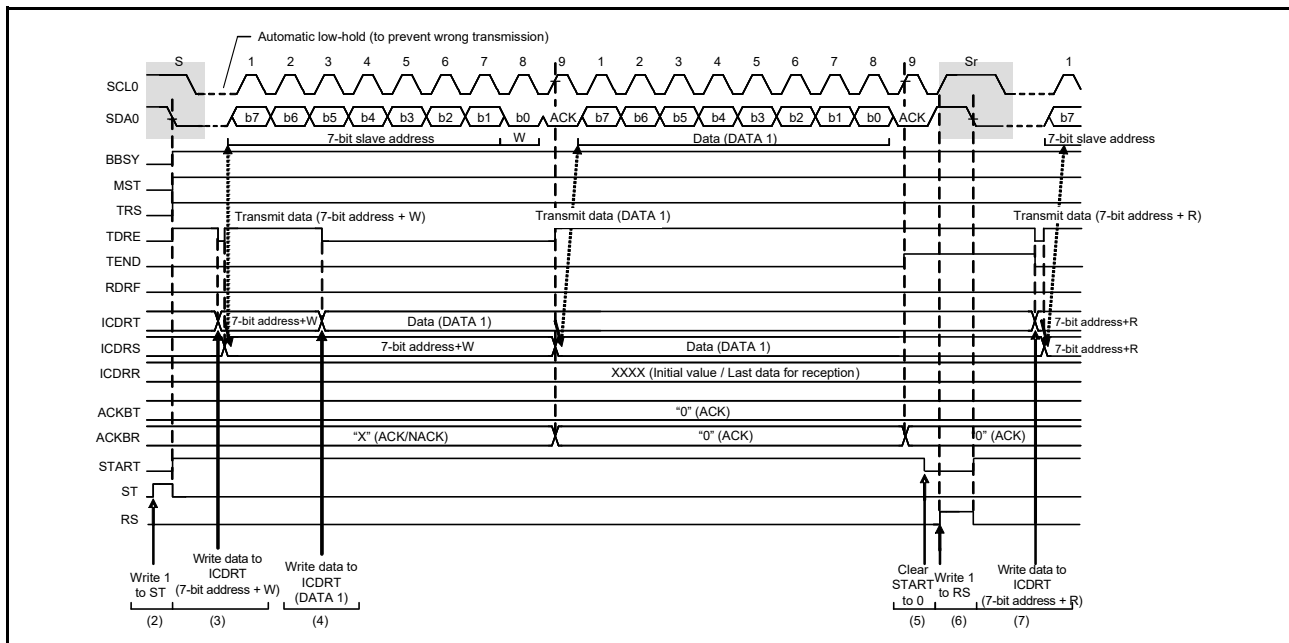 Automatic low-hold (to prevent wrong transmission)
S 1 2 3 4 5 6 7 8 9 1 2 3 4 5 6 7 8 9 Sr 1
SCL0
SDA0 b7 b6 b5 b4 b3 b2 b1 b0 ACK b7 b6 b5 b4 b3 b2 b1 b0 ACK b7
7-bit slave address W Data (DATA 1) 7-bit slave address
BBSY
MST
TRS
Transmit data (7-bit address + W) Transmit data (DATA 1) Transmit data (7-bit address + R)
TDRE
TEND
RDRF
ICDRT 7-bit address+W Data (DATA 1) 7-bit address+R
ICDRS 7-bit address+W Data (DATA 1) 7-bit address+R
ICDRR XXXX (Initial value / Last data for reception)
ACKBT “0” (ACK)
ACKBR “X” (ACK/NACK) “0” (ACK) 0” (ACK)
START
ST
RS
Write 1
to ST
Write data to
ICDRT
(7-bit address + W)
Write data to
ICDRT
(DATA 1)
Clear
START
to 0
Write 1
to RS
Write data to
ICDRT
(7-bit address + R)
(2) (3) (4) (5) (6) (7)